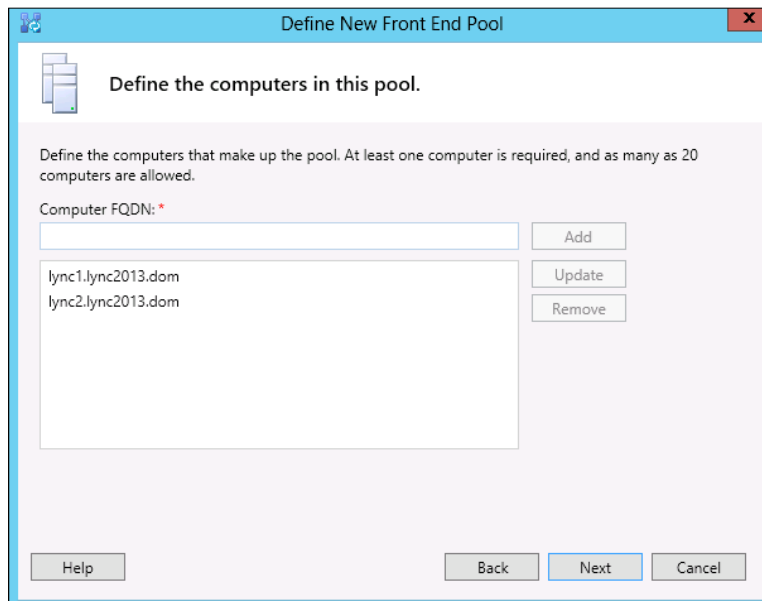 Define New Front End Pool
x
Define the computers in this pool.
Define the computers that make up the pool. At least one computer is required, and as many as 20
computers are allowed.
Computer FQDN: *
Add
lync1.lync2013.dom
Update
lync2.lync2013.dom
Remove
Help
Back
Next
Cancel